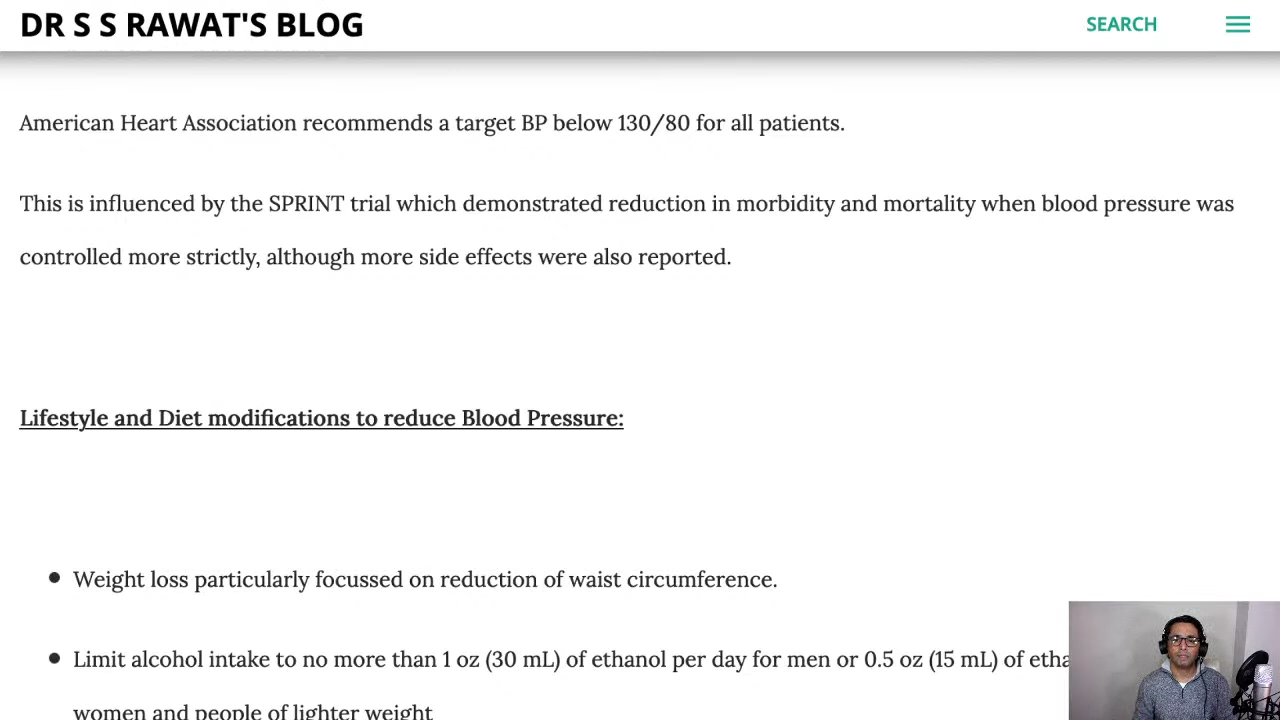 DR S S RAWAT'S BLOG
SEARCH
American Heart Association recommends a target BP below 130/80 for all patients.
This is influenced by the SPRINT trial which demonstrated reduction in morbidity and mortality when blood pressure was
controlled more strictly, although more side effects were also reported.
Lifestyle and Diet modifications to reduce Blood Pressure:
Weight loss particularly focussed on reduction of waist circumference.
Limit alcohol intake to no more than 1 oz (30 mL) of ethanol per day for men or 0.5 oz (15 mL) of
women and people of lighter weight